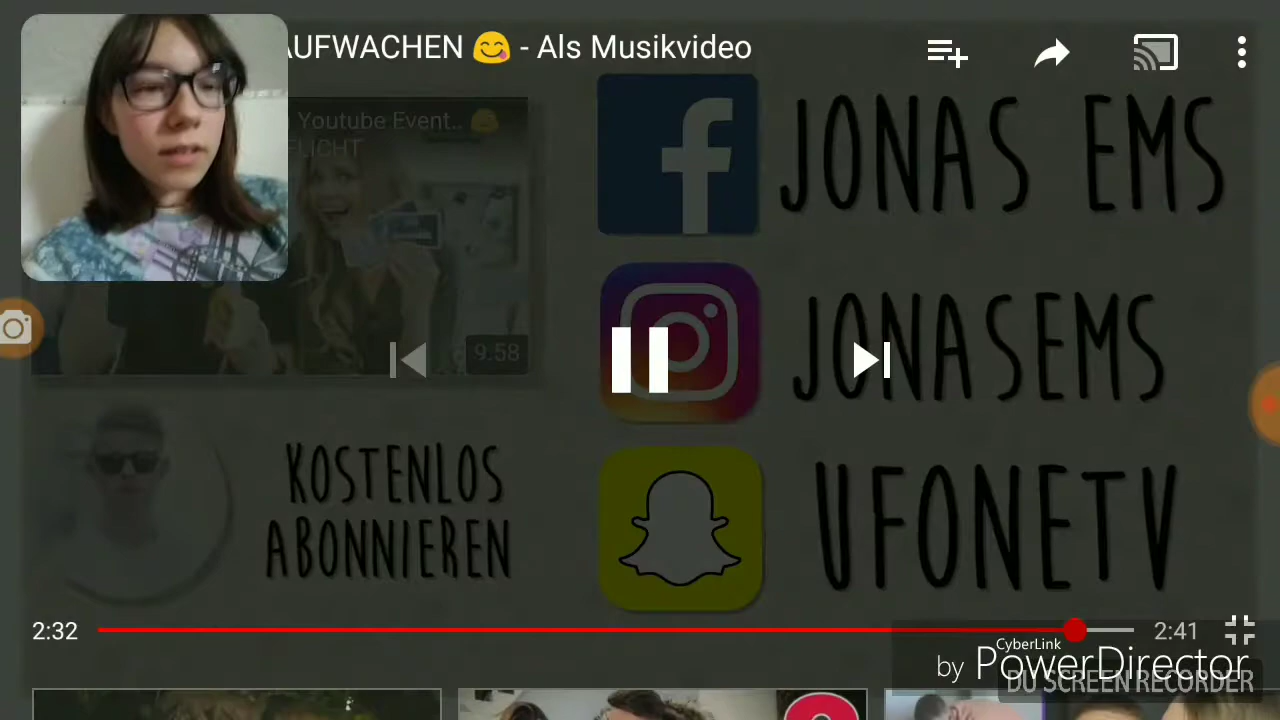 AUFWACHEN 😋 - Als Musikvideo
Youtube Event.. 😋
FLICHT
9.58
JONAS EMS
JONASEMS
KOSTENLOS
ABONNIEREN
UFONETV
2:32
2:41
CyberLink
by PowerDirector
DU SCREEN RECORDER